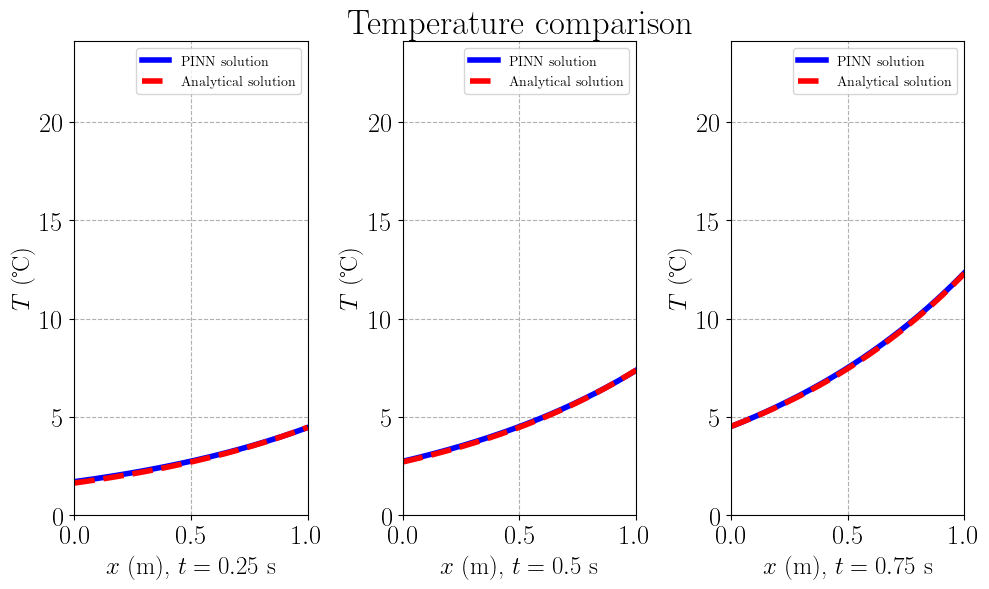 Temperature comparison
PINN solution
Analytical solution
20
15
10
5
0
T (°C)
0.0 0.5 1.0
x (m), t = 0.25 s
PINN solution
Analytical solution
20
15
10
5
0
T (°C)
0.0 0.5 1.0
x (m), t = 0.5 s
PINN solution
Analytical solution
20
15
10
5
0
T (°C)
0.0 0.5 1.0
x (m), t = 0.75 s